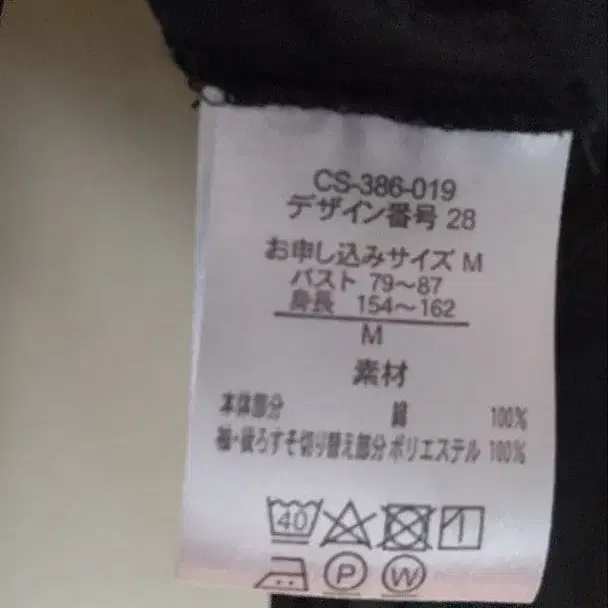 CS-386-019
デザイン番号 28
お申し込みサイズ M
バスト 79～87
身長 154～162
M
素材
本体部分 綿 100%
袖・後ろすそ切り替え部分 ポリエステル 100%
40
P W